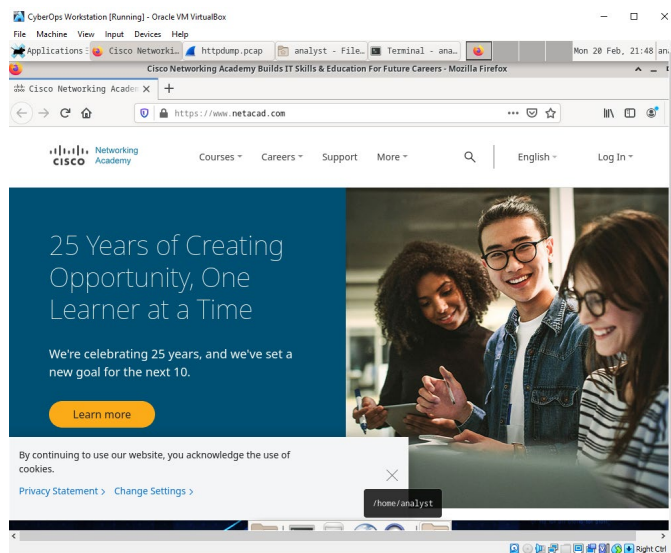 CyberOps Workstation [Running] - Oracle VM VirtualBox
File Machine View Input Devices Help
Applications Cisco Networki... httpdump.pcap analyst - File... Terminal - ana... Mon 20 Feb, 21:48 an
Cisco Networking Academy Builds IT Skills & Education For Future Careers - Mozilla Firefox
Cisco Networking Acaden
https://www.netacad.com
CISCO Networking Academy Courses Careers Support More English Log In
25 Years of Creating
Opportunity, One
Learner at a Time
We're celebrating 25 years, and we've set a
new goal for the next 10.
Learn more
By continuing to use our website, you acknowledge the use of
cookies.
Privacy Statement > Change Settings >
/home/analyst
Right Ctrl